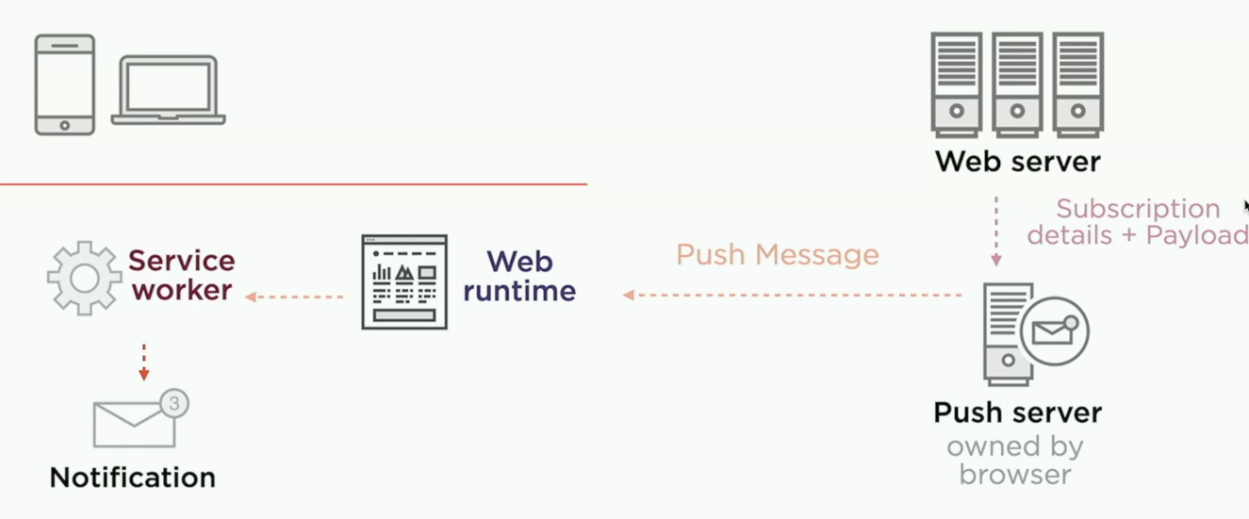 Web server
Subscription
details + Payload
Service
worker
Web
runtime
Push Message
3
Notification
Push server
owned by
browser